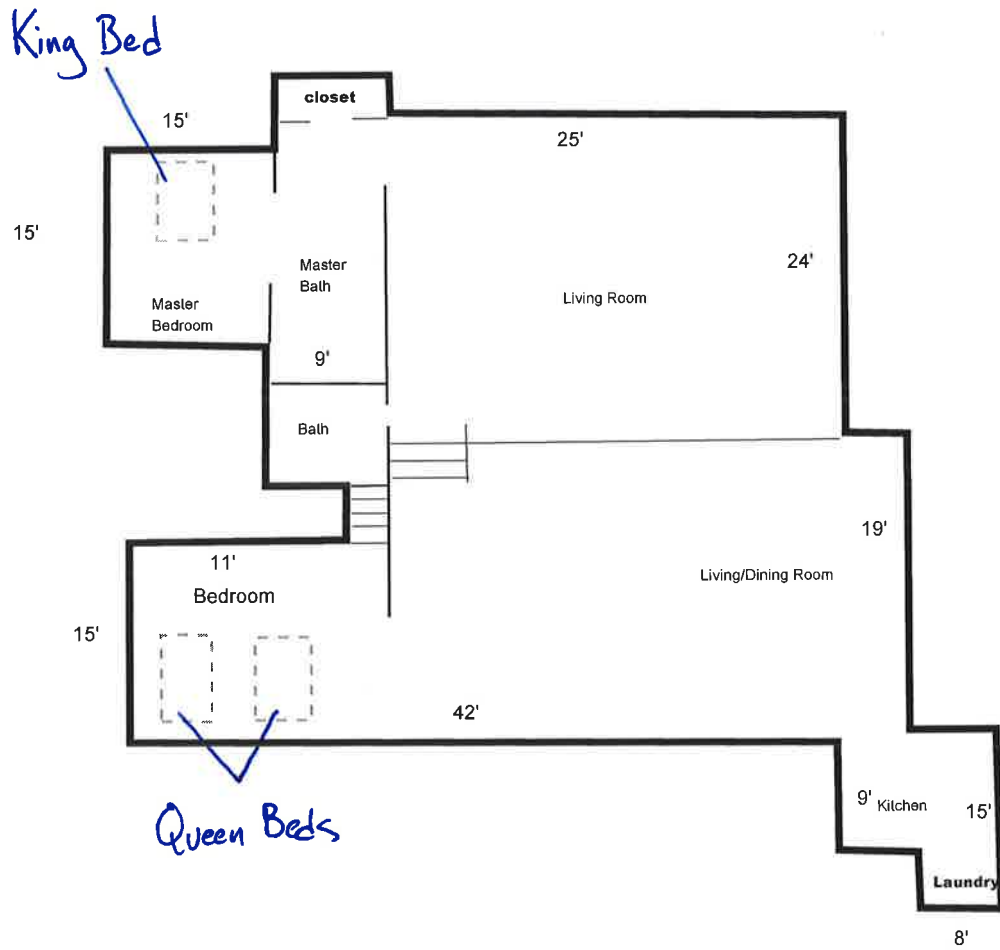 King Bed
closet
15'
25'
15'
24'
Master
Bath
Living Room
Master
Bedroom
9'
Bath
19'
11'
Living/Dining Room
Bedroom
15'
42'
9'
Kitchen
15'
Queen Beds
Laundry
8'